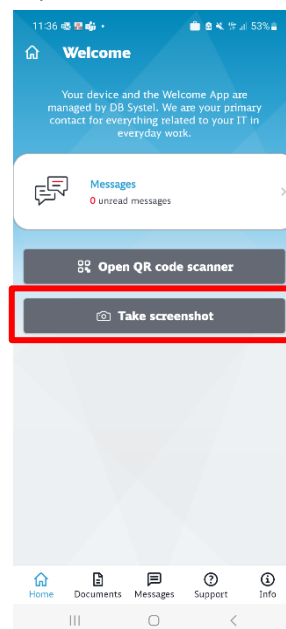 11:36 53%
Welcome
Your device and the Welcome App are
managed by DB Systel. We are your primary
contact for everything related to your IT in
everyday work.
Messages
0 unread messages
Open QR code scanner
Take screenshot
Home Documents Messages Support Info